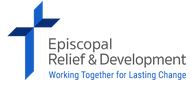 Episcopal
Relief & Development
Working Together for Lasting Change